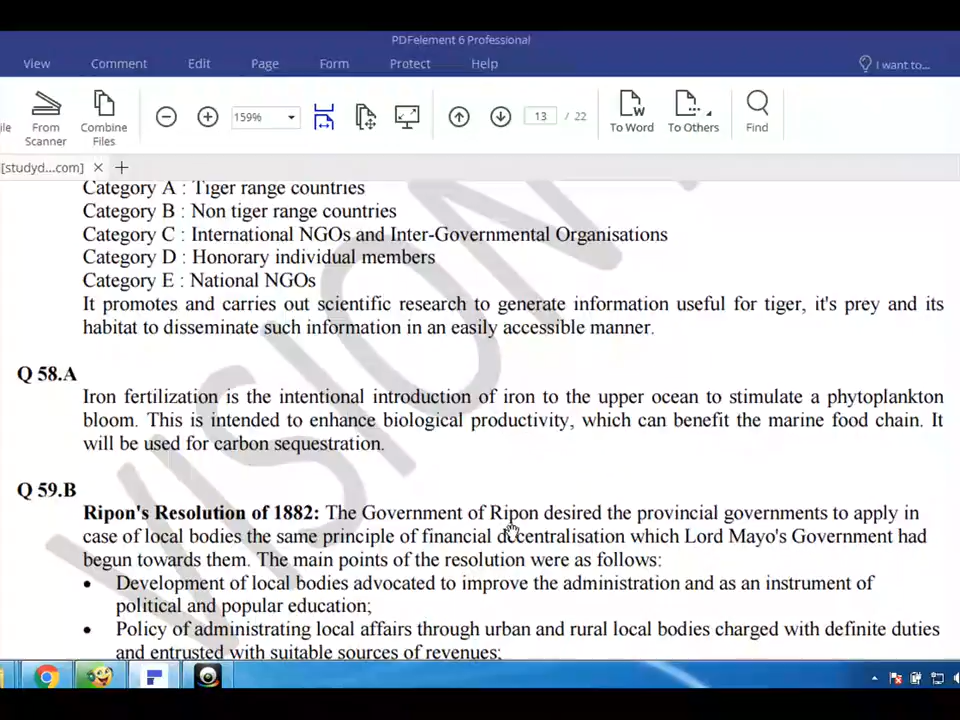 PDFelement 6 Professional
View Comment Edit Page Form Protect Help I want to...
159% 13 / 22
From Scanner Combine Files To Word To Others Find
[studyd...com]
Category A : Tiger range countries
Category B : Non tiger range countries
Category C : International NGOs and Inter-Governmental Organisations
Category D : Honorary individual members
Category E : National NGOs
It promotes and carries out scientific research to generate information useful for tiger, it's prey and its
habitat to disseminate such information in an easily accessible manner.
Q 58.A
Iron fertilization is the intentional introduction of iron to the upper ocean to stimulate a phytoplankton
bloom. This is intended to enhance biological productivity, which can benefit the marine food chain. It
will be used for carbon sequestration.
Q 59.B
Ripon's Resolution of 1882: The Government of Ripon desired the provincial governments to apply in
case of local bodies the same principle of financial decentralisation which Lord Mayo's Government had
begun towards them. The main points of the resolution were as follows:
• Development of local bodies advocated to improve the administration and as an instrument of
political and popular education;
• Policy of administrating local affairs through urban and rural local bodies charged with definite duties
and entrusted with suitable sources of revenues;